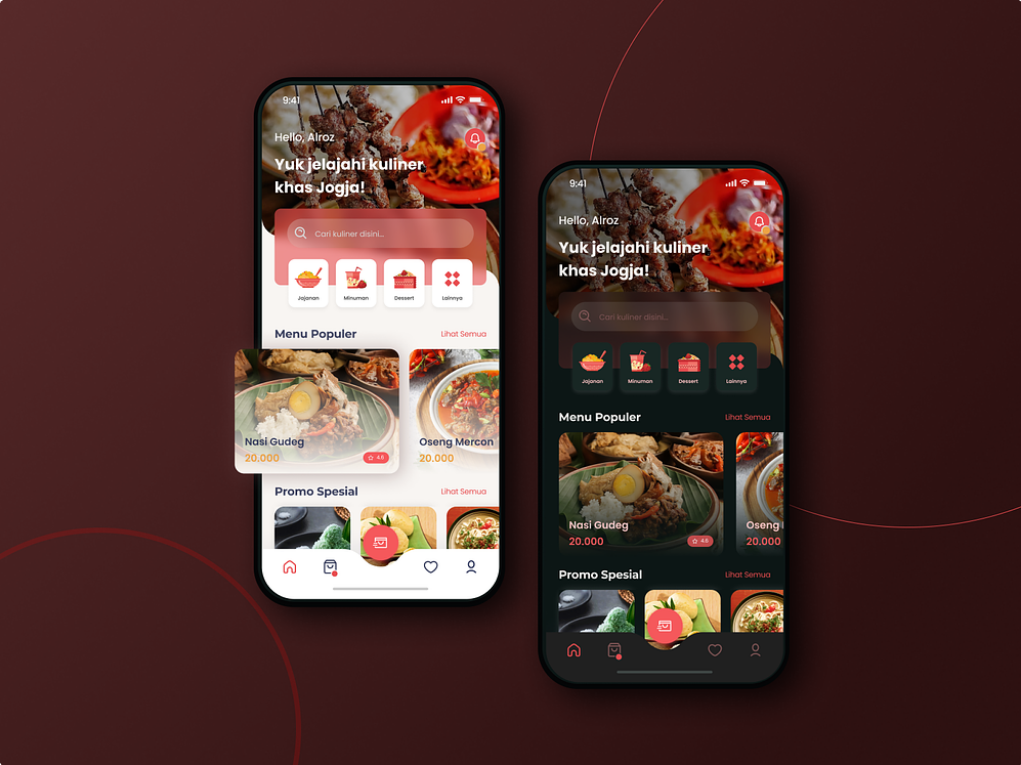 9:41
Hello, Alroz
Yuk jelajahi kuliner
khas Jogja!
Cari kuliner disini...
Jajanan
Minuman
Dessert
Lainnya
Menu Populer
Lihat Semua
Nasi Gudeg
20.000
4.8
Oseng Mercon
20.000
Promo Spesial
Lihat Semua
9:41
Hello, Alroz
Yuk jelajahi kuliner
khas Jogja!
Cari kuliner disini...
Jajanan
Minuman
Dessert
Lainnya
Menu Populer
Lihat Semua
Nasi Gudeg
20.000
4.8
Oseng
20.000
Promo Spesial
Lihat Semua